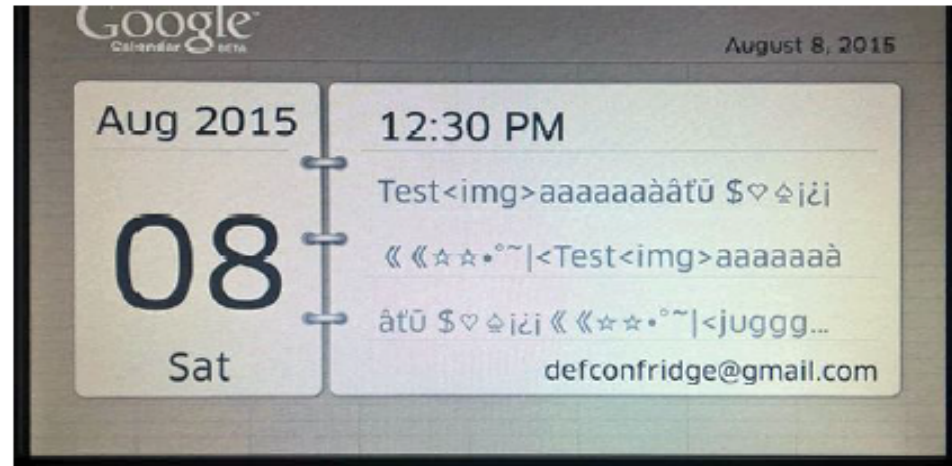 Google
Calendar BETA
August 8, 2015
Aug 2015
08
Sat
12:30 PM
Test<img>aaaaaaàâťū $♡♤¡¿¡
《《☆☆•°~|<Test<img>aaaaaaà
âťū $♡♤¡¿¡《《☆☆•°~|<juggg...
defconfridge@gmail.com